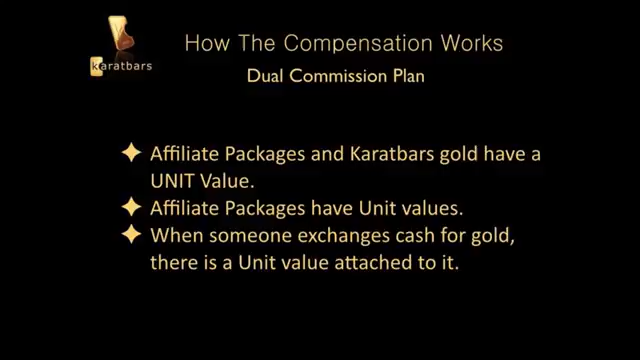 How The Compensation Works
karatbars
Dual Commission Plan
Affiliate Packages and Karatbars gold have a
UNIT Value.
Affiliate Packages have Unit values.
When someone exchanges cash for gold,
there is a Unit value attached to it.